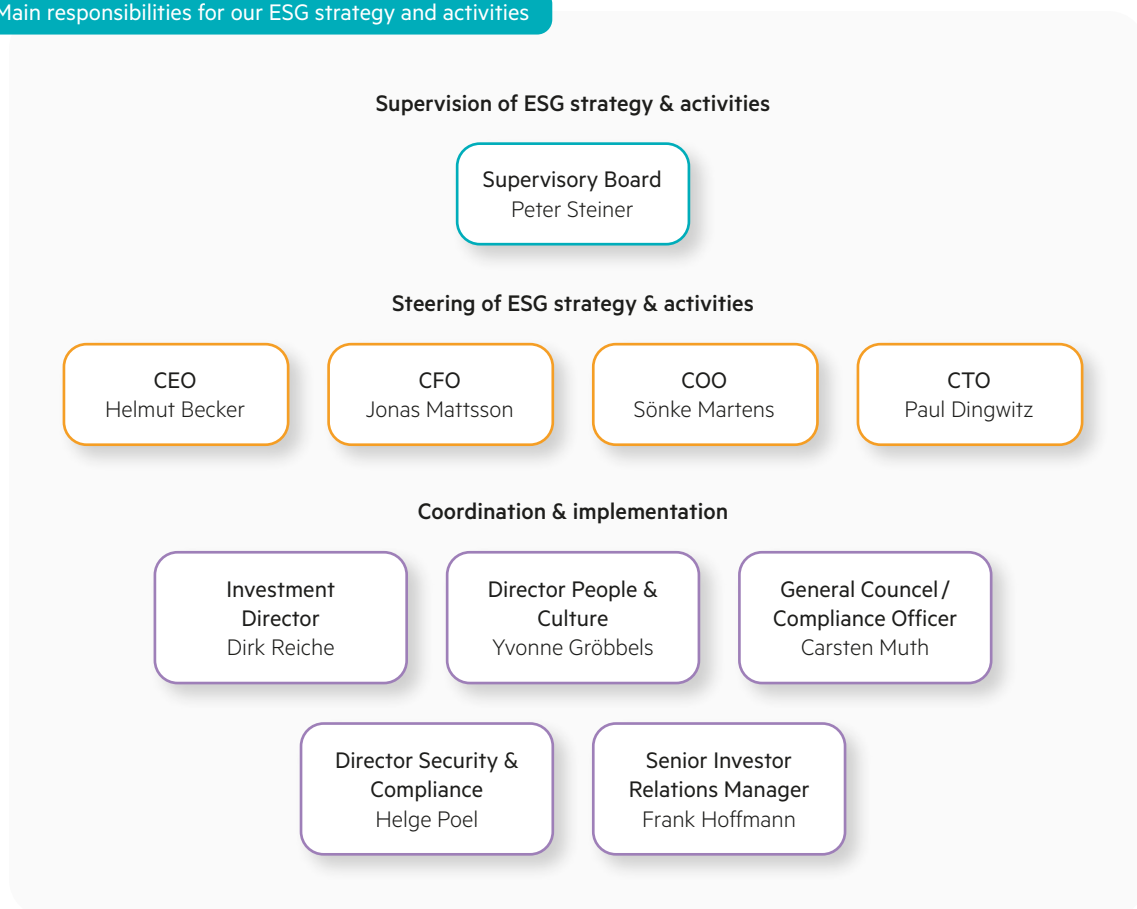 Main responsibilities for our ESG strategy and activities
Supervision of ESG strategy & activities
Supervisory Board
Peter Steiner
Steering of ESG strategy & activities
CEO
Helmut Becker
CFO
Jonas Mattsson
COO
Sönke Martens
CTO
Paul Dingwitz
Coordination & implementation
Investment
Director
Dirk Reiche
Director People &
Culture
Yvonne Gröbbels
General Councel /
Compliance Officer
Carsten Muth
Director Security &
Compliance
Helge Poel
Senior Investor
Relations Manager
Frank Hoffmann